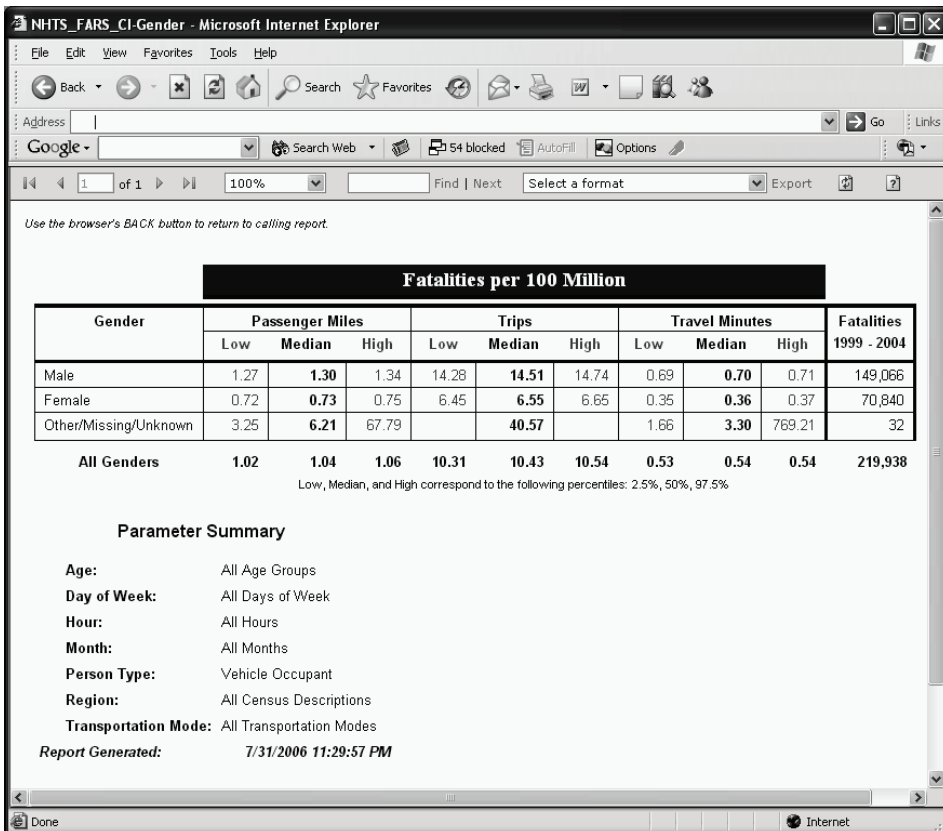 NHTS_FARS_CI-Gender - Microsoft Internet Explorer
File Edit View Favorites Tools Help
Back Search Favorites
Address Go Links
Google Search Web 54 blocked AutoFill Options
1 of 1 100% Find | Next Select a format Export
Use the browser's BACK button to return to calling report.
Fatalities per 100 Million
Gender Passenger Miles Trips Travel Minutes Fatalities
Low Median High Low Median High Low Median High 1999 - 2004
Male 1.27 1.30 1.34 14.28 14.51 14.74 0.69 0.70 0.71 149,066
Female 0.72 0.73 0.75 6.45 6.55 6.65 0.35 0.36 0.37 70,840
Other/Missing/Unknown 3.25 6.21 67.79 40.57 1.66 3.30 769.21 32
All Genders 1.02 1.04 1.06 10.31 10.43 10.54 0.53 0.54 0.54 219,938
Low, Median, and High correspond to the following percentiles: 2.5%, 50%, 97.5%
Parameter Summary
Age: All Age Groups
Day of Week: All Days of Week
Hour: All Hours
Month: All Months
Person Type: Vehicle Occupant
Region: All Census Descriptions
Transportation Mode: All Transportation Modes
Report Generated: 7/31/2006 11:29:57 PM
Done Internet